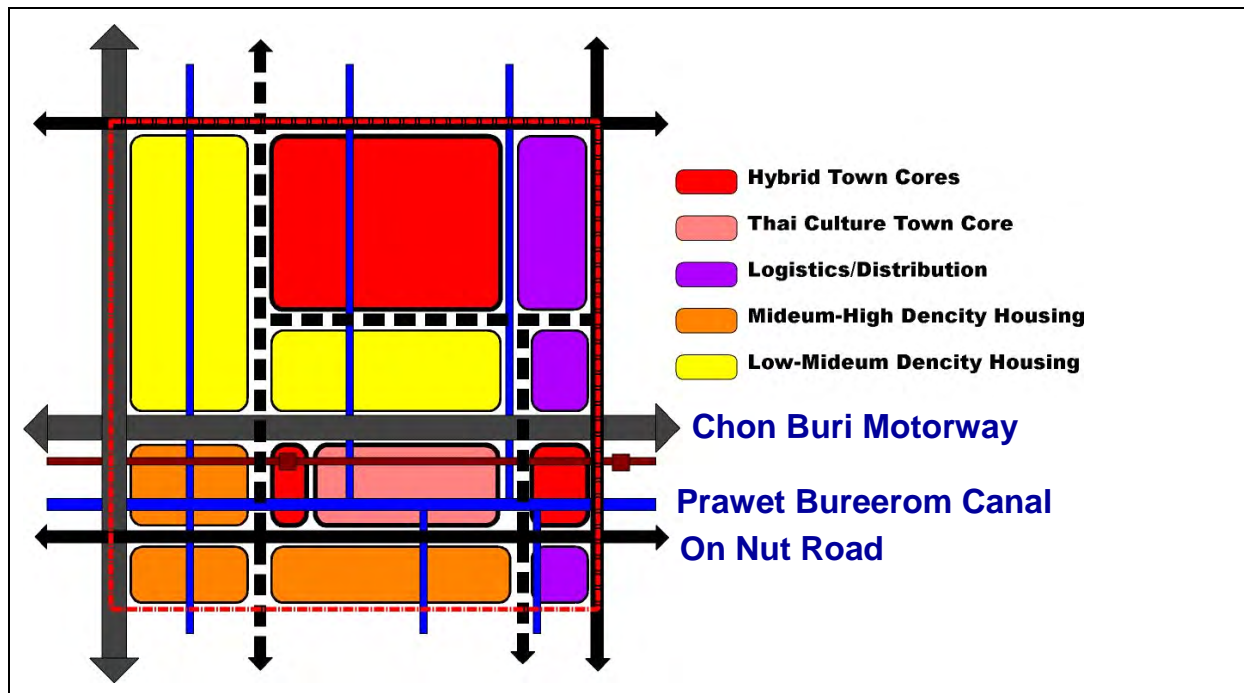 Hybrid Town Cores
Thai Culture Town Core
Logistics/Distribution
Mideum-High Dencity Housing
Low-Mideum Dencity Housing
Chon Buri Motorway
Prawet Bureerom Canal
On Nut Road